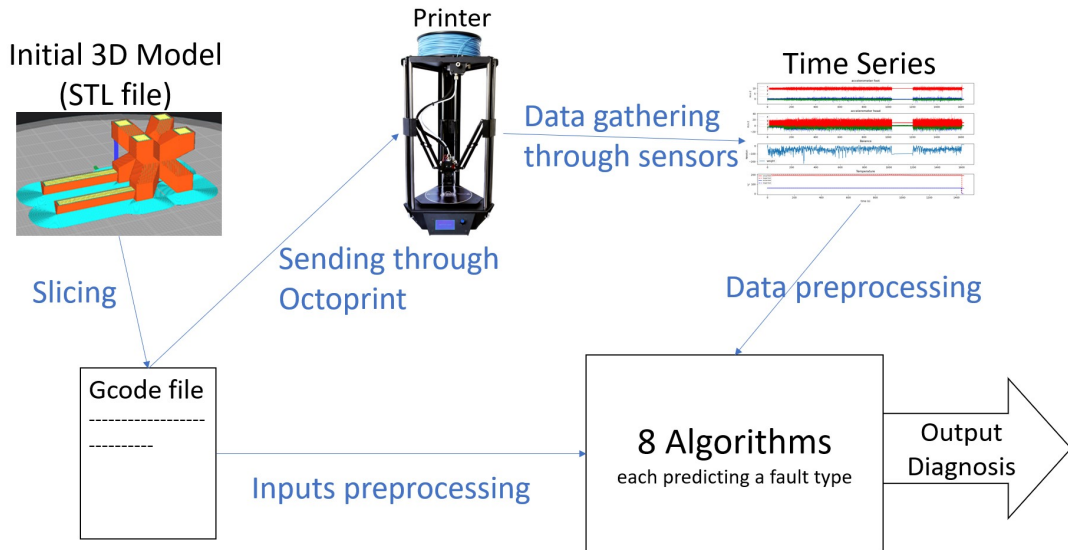 Printer
Initial 3D Model
(STL file)
Time Series
Data gathering
through sensors
Sending through
Octoprint
Slicing
Data preprocessing
Gcode file
-------------------
----------
8 Algorithms
each predicting a fault type
Output
Diagnosis
Inputs preprocessing